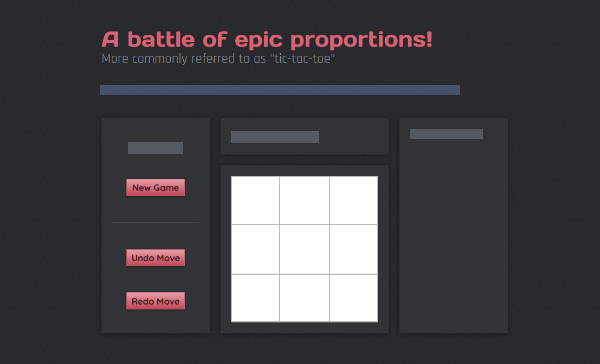 A battle of epic proportions!
More commonly referred to as "tic-tac-toe"
New Game
Undo Move
Redo Move